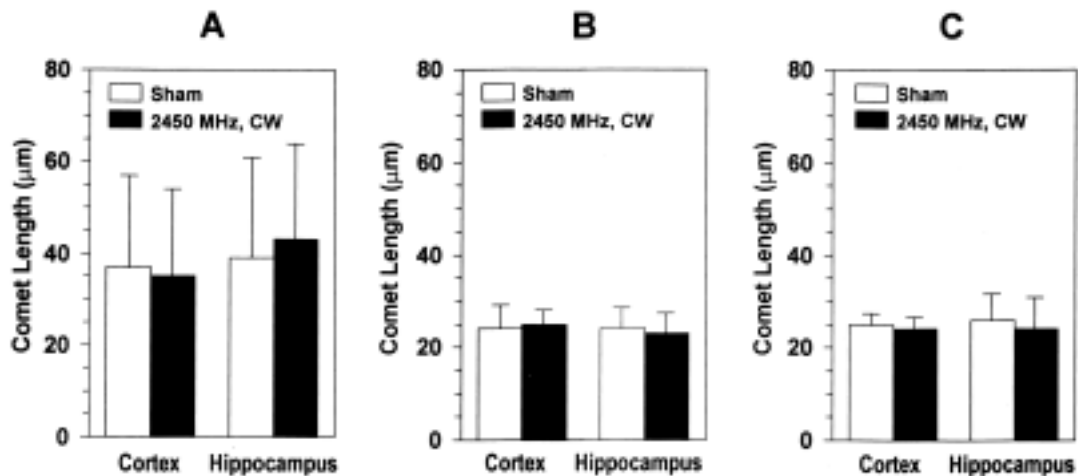 A
Comet Length (µm)
80
60
40
20
0
Sham
2450 MHz, CW
Cortex Hippocampus
B
Comet Length (µm)
80
60
40
20
0
Sham
2450 MHz, CW
Cortex Hippocampus
C
Comet Length (µm)
80
60
40
20
0
Sham
2450 MHz, CW
Cortex Hippocampus